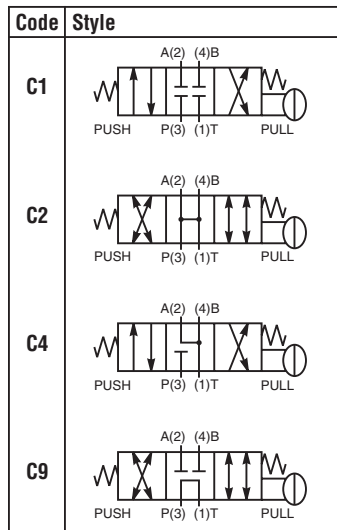 Code Style
A(2) (4)B
C1
PUSH P(3) (1)T PULL
A(2) (4)B
C2
PUSH P(3) (1)T PULL
A(2) (4)B
C4
PUSH P(3) (1)T PULL
A(2) (4)B
C9
PUSH P(3) (1)T PULL